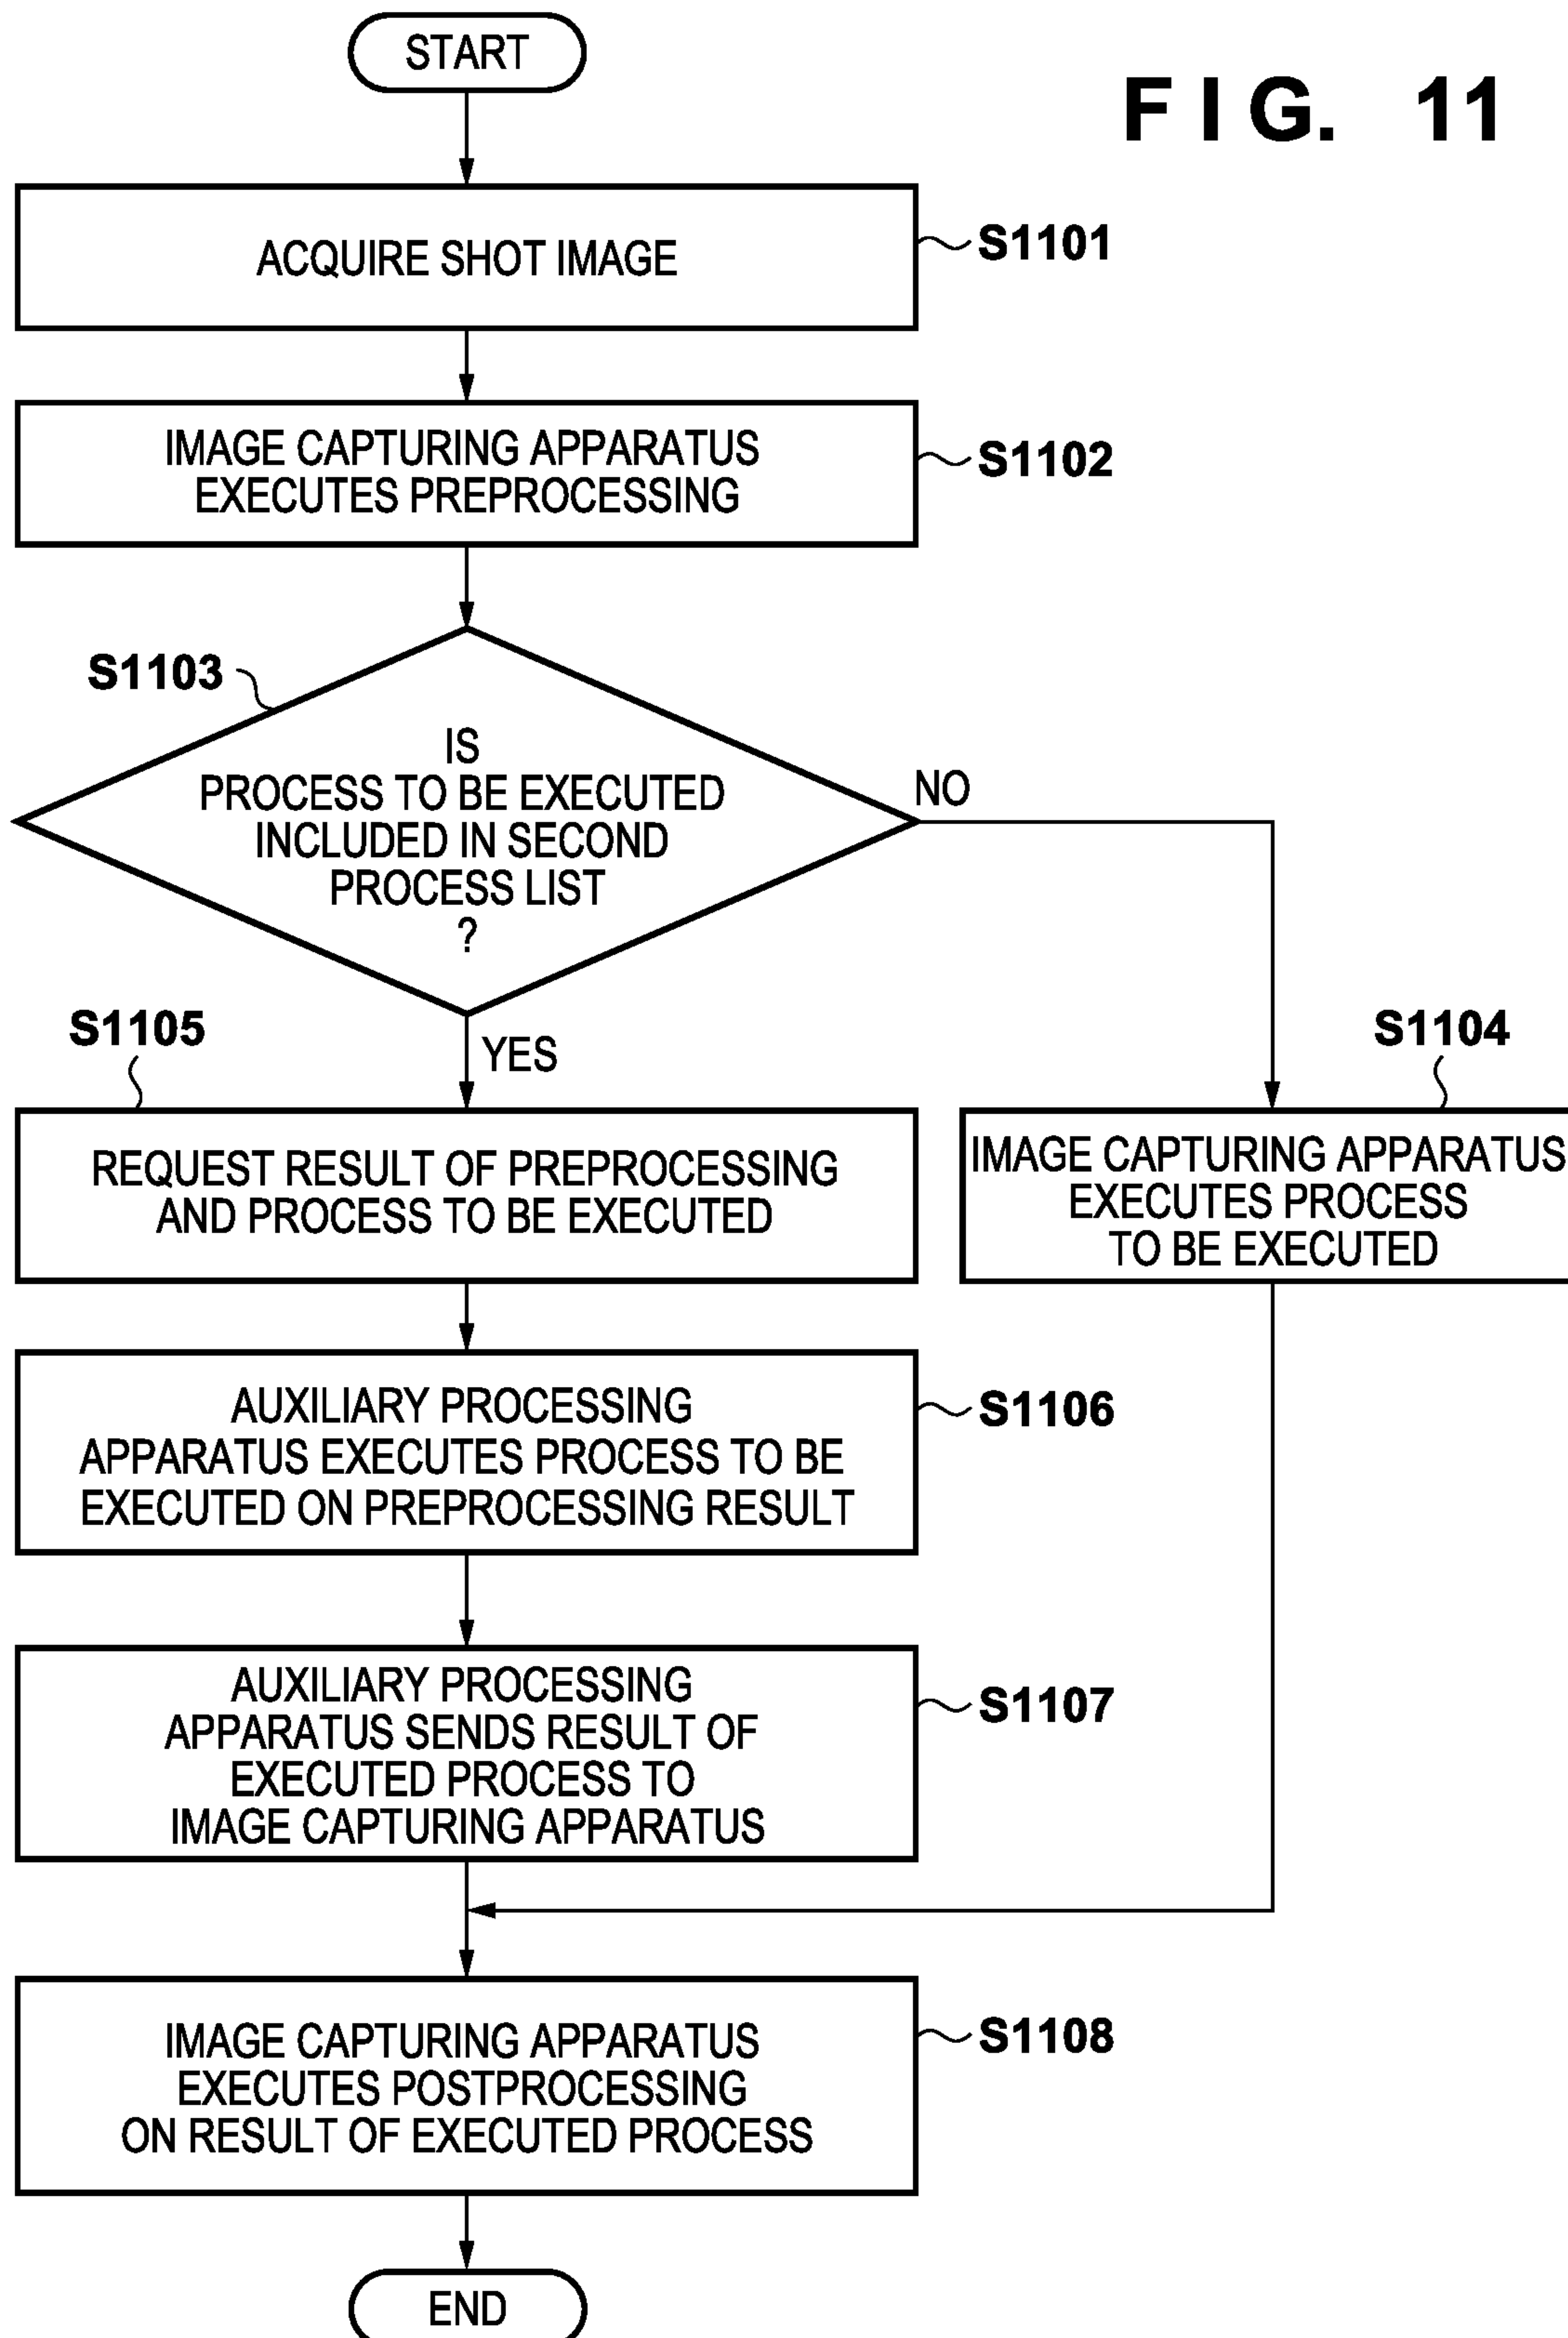 START
FIG. 11
ACQUIRE SHOT IMAGE
S1101
IMAGE CAPTURING APPARATUS
EXECUTES PREPROCESSING
S1102
S1103
IS
PROCESS TO BE EXECUTED
INCLUDED IN SECOND
PROCESS LIST
?
NO
YES
S1105
S1104
REQUEST RESULT OF PREPROCESSING
AND PROCESS TO BE EXECUTED
IMAGE CAPTURING APPARATUS
EXECUTES PROCESS
TO BE EXECUTED
AUXILIARY PROCESSING
APPARATUS EXECUTES PROCESS TO BE
EXECUTED ON PREPROCESSING RESULT
S1106
AUXILIARY PROCESSING
APPARATUS SENDS RESULT OF
EXECUTED PROCESS TO
IMAGE CAPTURING APPARATUS
S1107
IMAGE CAPTURING APPARATUS
EXECUTES POSTPROCESSING
ON RESULT OF EXECUTED PROCESS
S1108
END